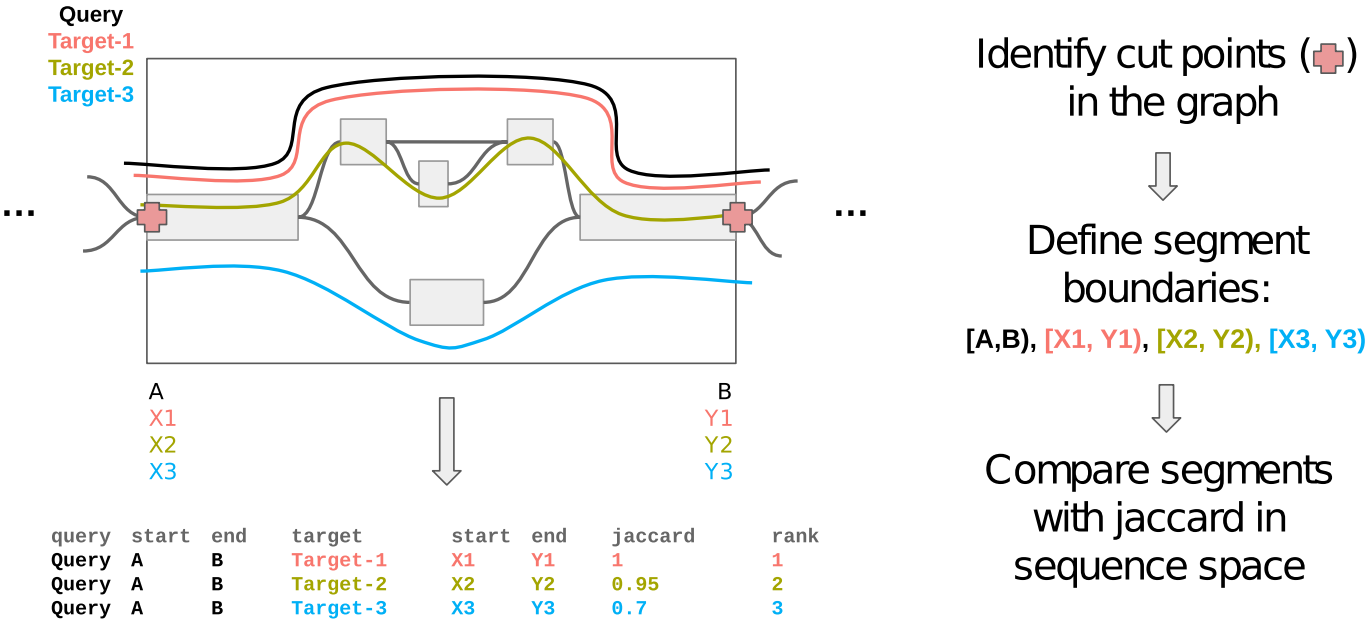 Query
Target-1
Target-2
Target-3
...
...
A
X1
X2
X3
B
Y1
Y2
Y3
query start end target start end jaccard rank
Query A B Target-1 X1 Y1 1 1
Query A B Target-2 X2 Y2 0.95 2
Query A B Target-3 X3 Y3 0.7 3
Identify cut points ( )
in the graph
Define segment
boundaries:
[A,B), [X1, Y1), [X2, Y2), [X3, Y3)
Compare segments
with jaccard in
sequence space